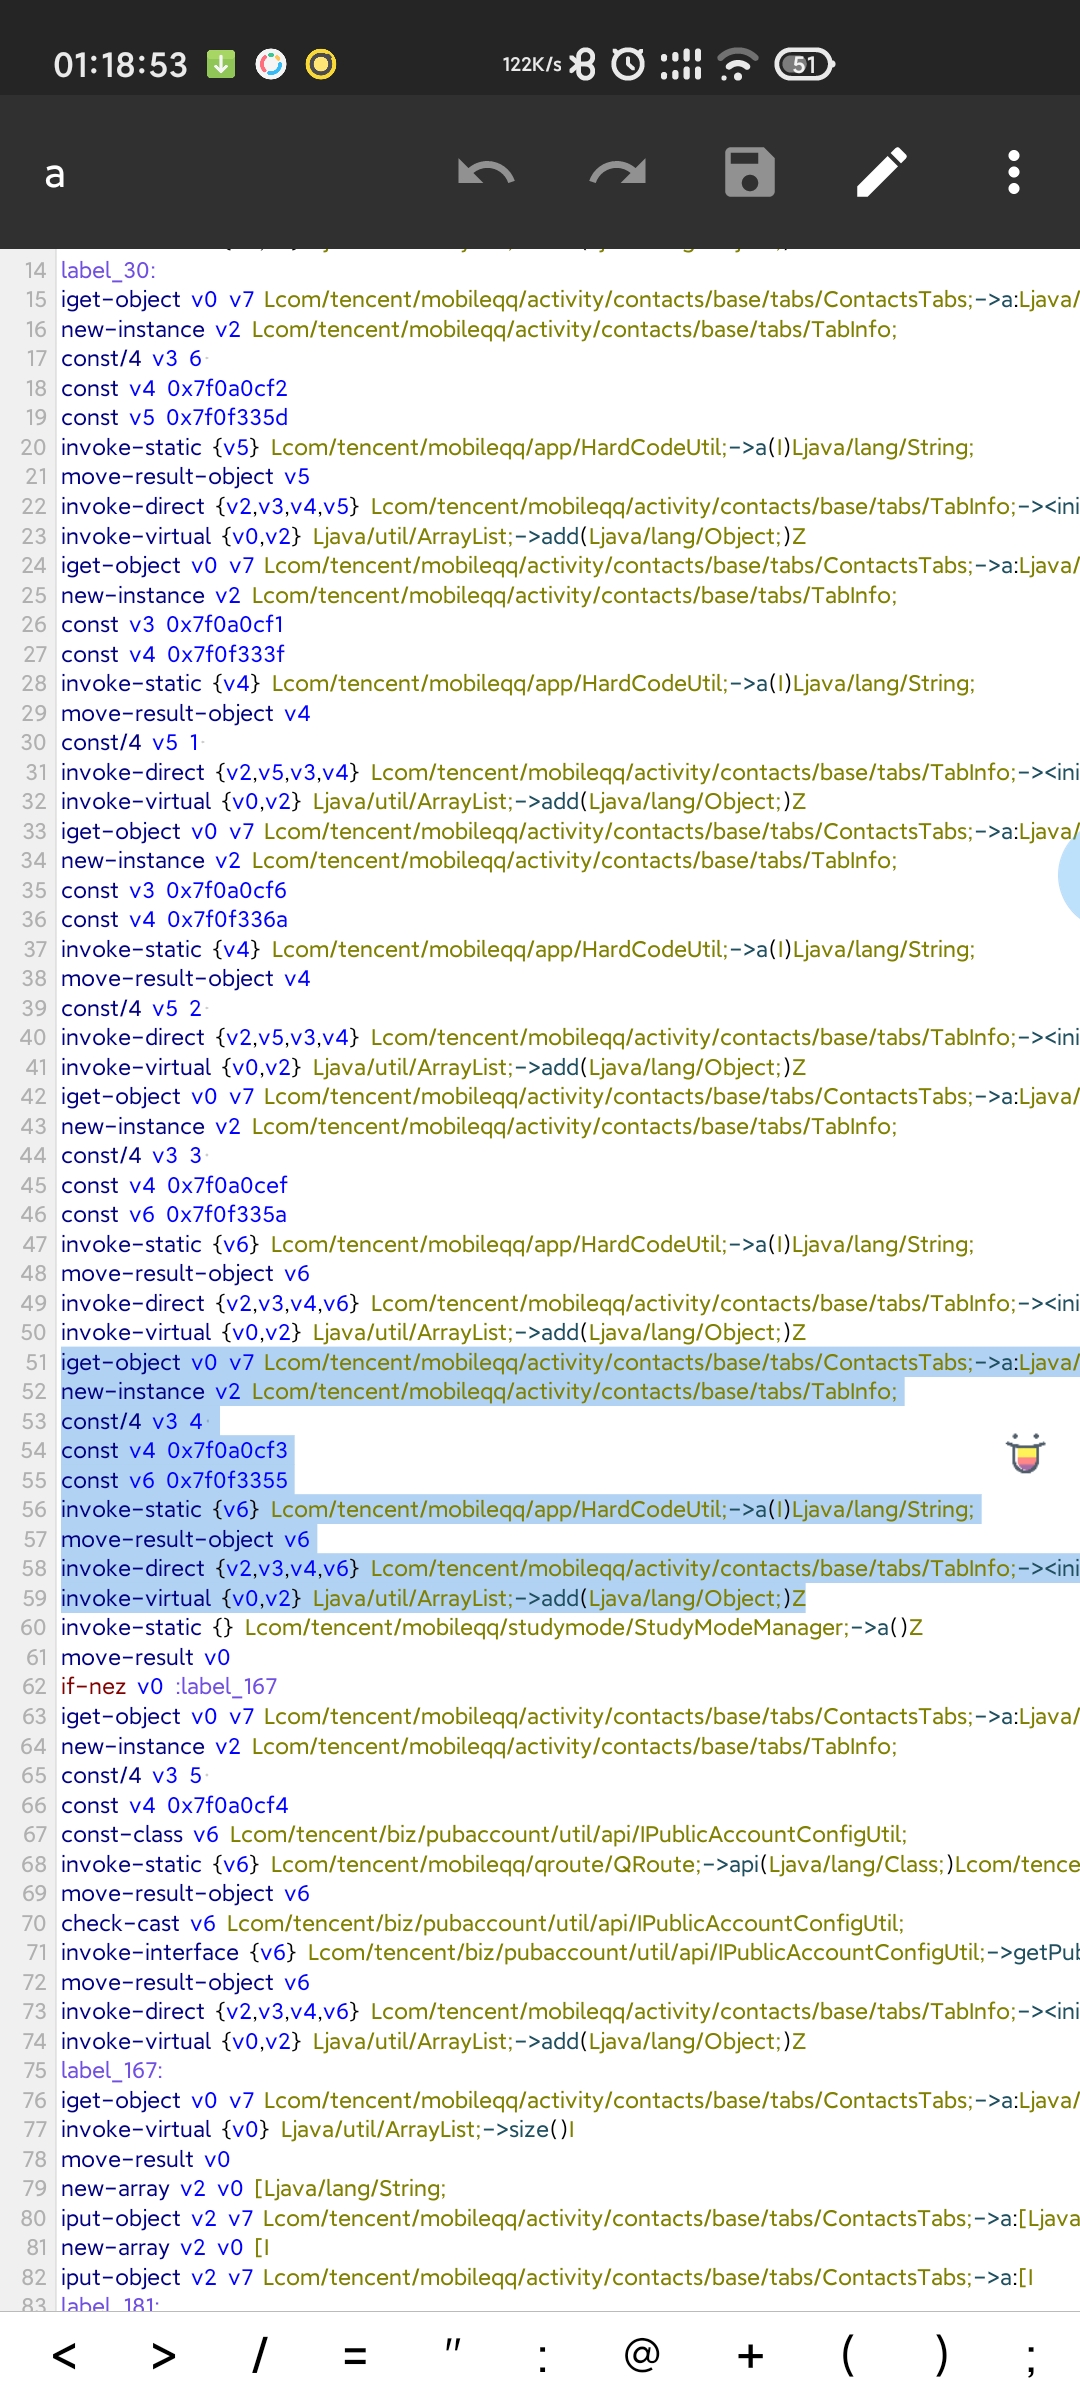 01:18:53 122K/s 51
a
14 label_30:
15 iget-object v0 v7 Lcom/tencent/mobileqq/activity/contacts/base/tabs/ContactsTabs;->a:Ljava/
16 new-instance v2 Lcom/tencent/mobileqq/activity/contacts/base/tabs/TabInfo;
17 const/4 v3 6
18 const v4 0x7f0a0cf2
19 const v5 0x7f0f335d
20 invoke-static {v5} Lcom/tencent/mobileqq/app/HardCodeUtil;->a(I)Ljava/lang/String;
21 move-result-object v5
22 invoke-direct {v2,v3,v4,v5} Lcom/tencent/mobileqq/activity/contacts/base/tabs/TabInfo;-><ini
23 invoke-virtual {v0,v2} Ljava/util/ArrayList;->add(Ljava/lang/Object;)Z
24 iget-object v0 v7 Lcom/tencent/mobileqq/activity/contacts/base/tabs/ContactsTabs;->a:Ljava/
25 new-instance v2 Lcom/tencent/mobileqq/activity/contacts/base/tabs/TabInfo;
26 const v3 0x7f0a0cf1
27 const v4 0x7f0f333f
28 invoke-static {v4} Lcom/tencent/mobileqq/app/HardCodeUtil;->a(I)Ljava/lang/String;
29 move-result-object v4
30 const/4 v5 1
31 invoke-direct {v2,v5,v3,v4} Lcom/tencent/mobileqq/activity/contacts/base/tabs/TabInfo;-><ini
32 invoke-virtual {v0,v2} Ljava/util/ArrayList;->add(Ljava/lang/Object;)Z
33 iget-object v0 v7 Lcom/tencent/mobileqq/activity/contacts/base/tabs/ContactsTabs;->a:Ljava/
34 new-instance v2 Lcom/tencent/mobileqq/activity/contacts/base/tabs/TabInfo;
35 const v3 0x7f0a0cf6
36 const v4 0x7f0f336a
37 invoke-static {v4} Lcom/tencent/mobileqq/app/HardCodeUtil;->a(I)Ljava/lang/String;
38 move-result-object v4
39 const/4 v5 2
40 invoke-direct {v2,v5,v3,v4} Lcom/tencent/mobileqq/activity/contacts/base/tabs/TabInfo;-><ini
41 invoke-virtual {v0,v2} Ljava/util/ArrayList;->add(Ljava/lang/Object;)Z
42 iget-object v0 v7 Lcom/tencent/mobileqq/activity/contacts/base/tabs/ContactsTabs;->a:Ljava/
43 new-instance v2 Lcom/tencent/mobileqq/activity/contacts/base/tabs/TabInfo;
44 const/4 v3 3
45 const v4 0x7f0a0cef
46 const v6 0x7f0f335a
47 invoke-static {v6} Lcom/tencent/mobileqq/app/HardCodeUtil;->a(I)Ljava/lang/String;
48 move-result-object v6
49 invoke-direct {v2,v3,v4,v6} Lcom/tencent/mobileqq/activity/contacts/base/tabs/TabInfo;-><ini
50 invoke-virtual {v0,v2} Ljava/util/ArrayList;->add(Ljava/lang/Object;)Z
51 iget-object v0 v7 Lcom/tencent/mobileqq/activity/contacts/base/tabs/ContactsTabs;->a:Ljava/
52 new-instance v2 Lcom/tencent/mobileqq/activity/contacts/base/tabs/TabInfo;
53 const/4 v3 4
54 const v4 0x7f0a0cf3
55 const v6 0x7f0f3355
56 invoke-static {v6} Lcom/tencent/mobileqq/app/HardCodeUtil;->a(I)Ljava/lang/String;
57 move-result-object v6
58 invoke-direct {v2,v3,v4,v6} Lcom/tencent/mobileqq/activity/contacts/base/tabs/TabInfo;-><ini
59 invoke-virtual {v0,v2} Ljava/util/ArrayList;->add(Ljava/lang/Object;)Z
60 invoke-static {} Lcom/tencent/mobileqq/studymode/StudyModeManager;->a()Z
61 move-result v0
62 if-nez v0 :label_167
63 iget-object v0 v7 Lcom/tencent/mobileqq/activity/contacts/base/tabs/ContactsTabs;->a:Ljava/
64 new-instance v2 Lcom/tencent/mobileqq/activity/contacts/base/tabs/TabInfo;
65 const/4 v3 5
66 const v4 0x7f0a0cf4
67 const-class v6 Lcom/tencent/biz/pubaccount/util/api/IPublicAccountConfigUtil;
68 invoke-static {v6} Lcom/tencent/mobileqq/qroute/QRoute;->api(Ljava/lang/Class;)Lcom/tence
69 move-result-object v6
70 check-cast v6 Lcom/tencent/biz/pubaccount/util/api/IPublicAccountConfigUtil;
71 invoke-interface {v6} Lcom/tencent/biz/pubaccount/util/api/IPublicAccountConfigUtil;->getPub
72 move-result-object v6
73 invoke-direct {v2,v3,v4,v6} Lcom/tencent/mobileqq/activity/contacts/base/tabs/TabInfo;-><ini
74 invoke-virtual {v0,v2} Ljava/util/ArrayList;->add(Ljava/lang/Object;)Z
75 label_167:
76 iget-object v0 v7 Lcom/tencent/mobileqq/activity/contacts/base/tabs/ContactsTabs;->a:Ljava/
77 invoke-virtual {v0} Ljava/util/ArrayList;->size()I
78 move-result v0
79 new-array v2 v0 [Ljava/lang/String;
80 iput-object v2 v7 Lcom/tencent/mobileqq/activity/contacts/base/tabs/ContactsTabs;->a:[Ljava
81 new-array v2 v0 [I
82 iput-object v2 v7 Lcom/tencent/mobileqq/activity/contacts/base/tabs/ContactsTabs;->a:[I
83 label_181:
< > / = " : @ + ( ) ;